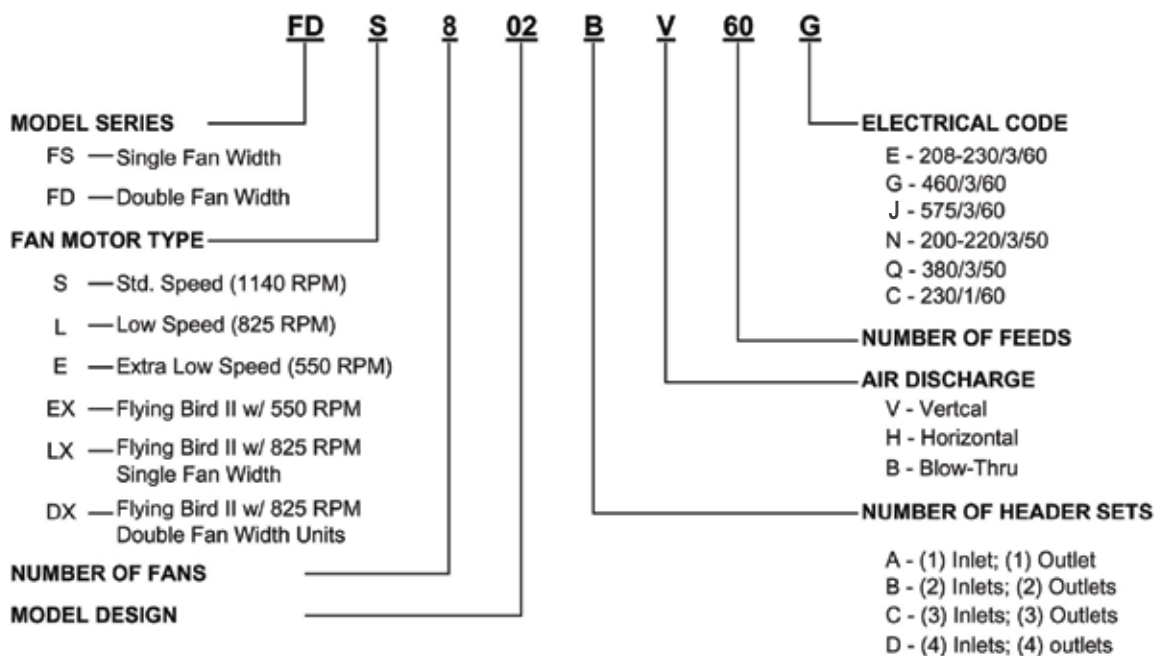 FD S 8 02 B V 60 G
MODEL SERIES
FS — Single Fan Width
FD — Double Fan Width
FAN MOTOR TYPE
S — Std. Speed (1140 RPM)
L — Low Speed (825 RPM)
E — Extra Low Speed (550 RPM)
EX — Flying Bird II w/ 550 RPM
LX — Flying Bird II w/ 825 RPM
Single Fan Width
DX — Flying Bird II w/ 825 RPM
Double Fan Width Units
NUMBER OF FANS
MODEL DESIGN
ELECTRICAL CODE
E - 208-230/3/60
G - 460/3/60
J - 575/3/60
N - 200-220/3/50
Q - 380/3/50
C - 230/1/60
NUMBER OF FEEDS
AIR DISCHARGE
V - Vertcal
H - Horizontal
B - Blow-Thru
NUMBER OF HEADER SETS
A - (1) Inlet; (1) Outlet
B - (2) Inlets; (2) Outlets
C - (3) Inlets; (3) Outlets
D - (4) Inlets; (4) outlets